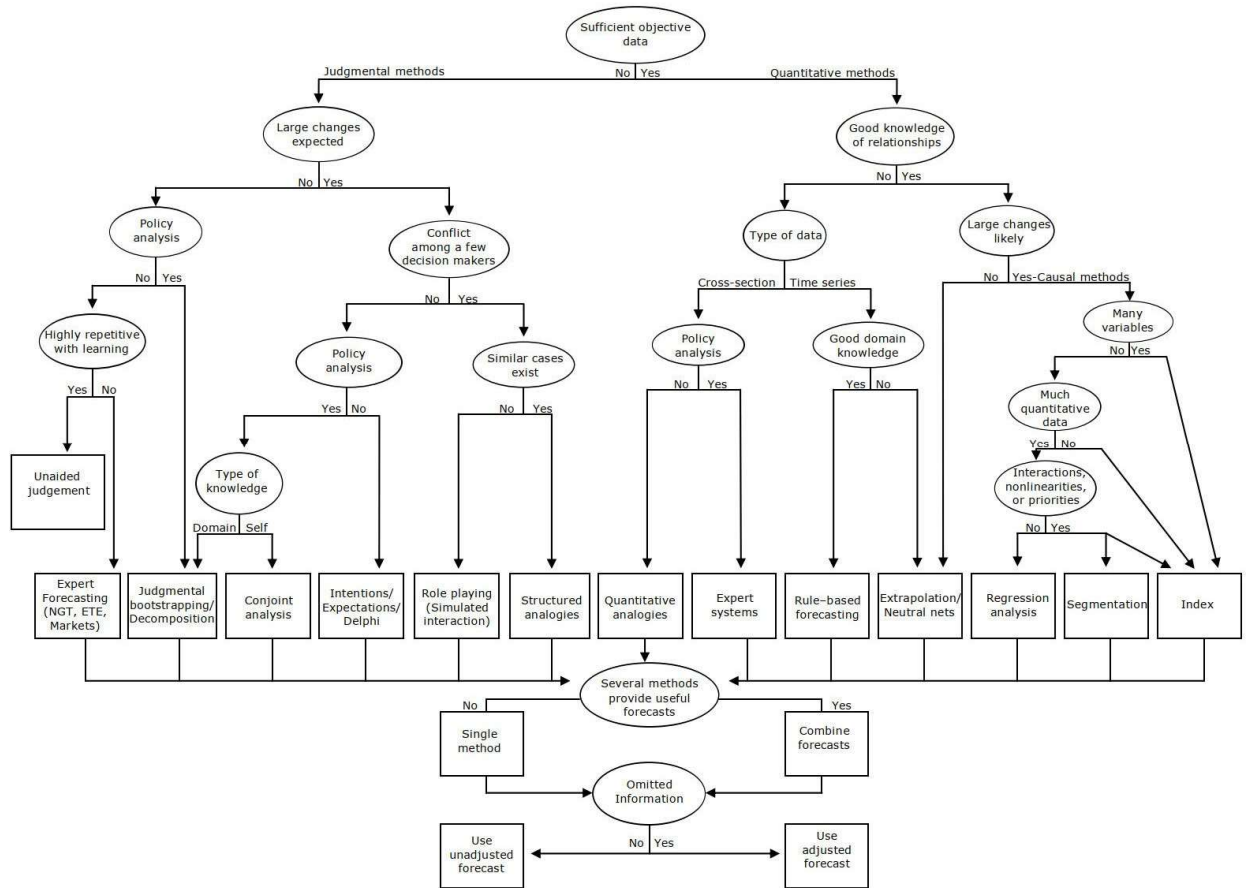 Sufficient objective
data
Judgmental methods
No
Yes
Quantitative methods
Large changes
expected
Good knowledge
of relationships
No
Yes
No
Yes
Policy
analysis
Conflict
among a few
decision makers
Type of data
Large changes
likely
No
Yes
No
Yes
Cross-section
Time series
No
Yes-Causal methods
Highly repetitive
with learning
Policy
analysis
Similar cases
exist
Policy
analysis
Good domain
knowledge
Many
variables
Yes
No
Yes
No
No
Yes
No
Yes
Yes
No
No
Yes
Much
quantitative
data
Yes
No
Unaided
judgement
Type of
knowledge
Interactions,
nonlinearities,
or priorities
Domain
Self
No
Yes
Expert
Forecasting
(NGT, ETE,
Markets)
Judgmental
bootstrapping/
Decomposition
Conjoint
analysis
Intentions/
Expectations/
Delphi
Role playing
(Simulated
interaction)
Structured
analogies
Quantitative
analogies
Expert
systems
Rule-based
forecasting
Extrapolation/
Neutral nets
Regression
analysis
Segmentation
Index
Several methods
provide useful
forecasts
No
Yes
Single
method
Combine
forecasts
Omitted
Information
No
Yes
Use
unadjusted
forecast
Use
adjusted
forecast